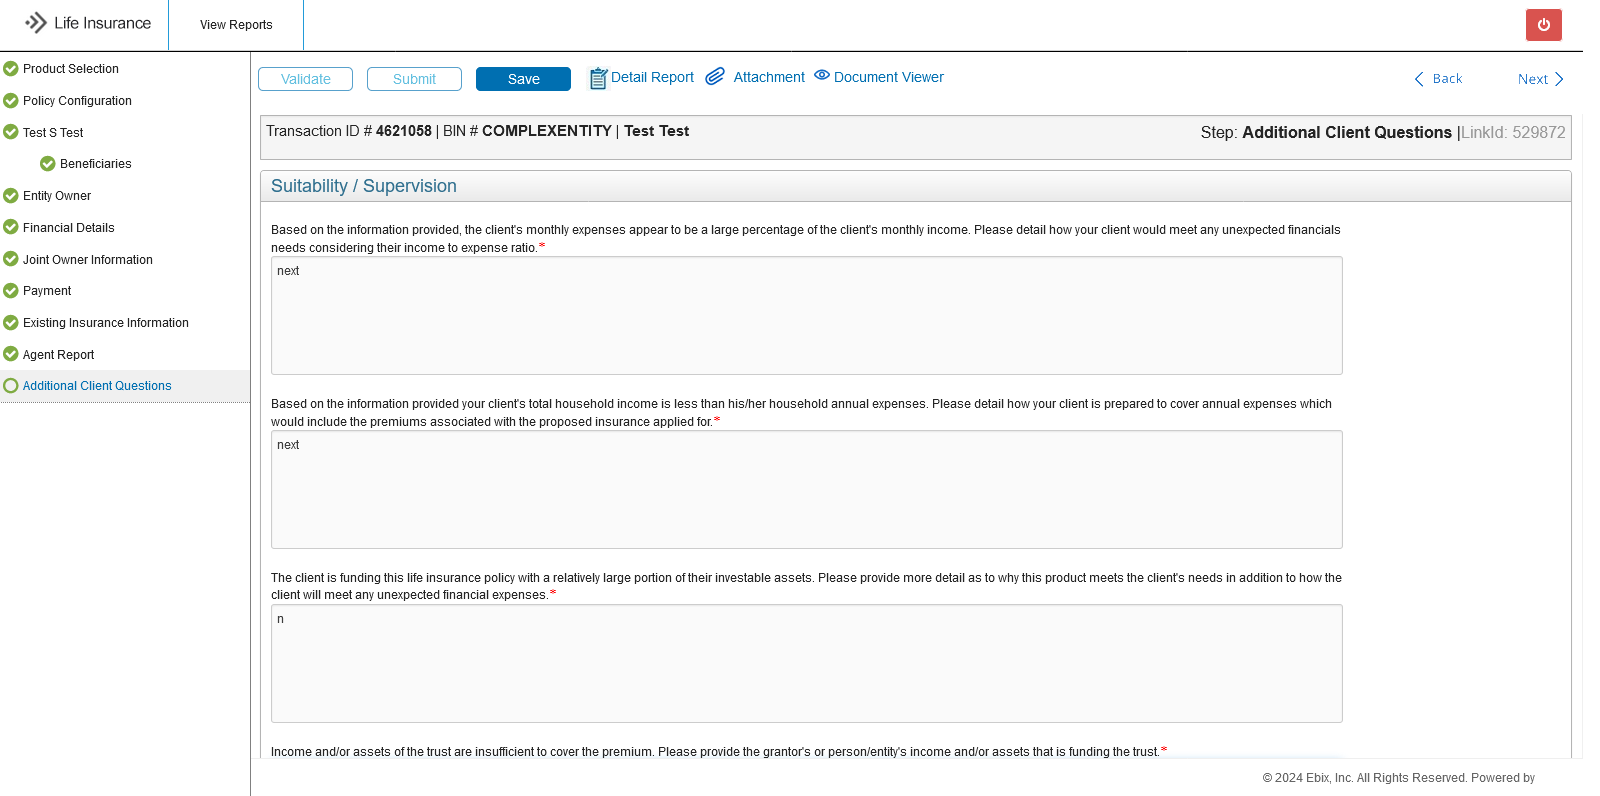 Life Insurance
View Reports
Product Selection
Policy Configuration
Test S Test
Beneficiaries
Entity Owner
Financial Details
Joint Owner Information
Payment
Existing Insurance Information
Agent Report
Additional Client Questions
Validate
Submit
Save
Detail Report
Attachment
Document Viewer
Back
Next
Transaction ID # 4621058 | BIN # COMPLEXENTITY | Test Test
Step: Additional Client Questions |LinkId: 529872
Suitability / Supervision
Based on the information provided, the client's monthly expenses appear to be a large percentage of the client's monthly income. Please detail how your client would meet any unexpected financials
needs considering their income to expense ratio.*
next
Based on the information provided your client's total household income is less than his/her household annual expenses. Please detail how your client is prepared to cover annual expenses which
would include the premiums associated with the proposed insurance applied for.*
next
The client is funding this life insurance policy with a relatively large portion of their investable assets. Please provide more detail as to why this product meets the client's needs in addition to how the
client will meet any unexpected financial expenses.*
n
Income and/or assets of the trust are insufficient to cover the premium. Please provide the grantor's or person/entity's income and/or assets that is funding the trust.*
© 2024 Ebix, Inc. All Rights Reserved. Powered by